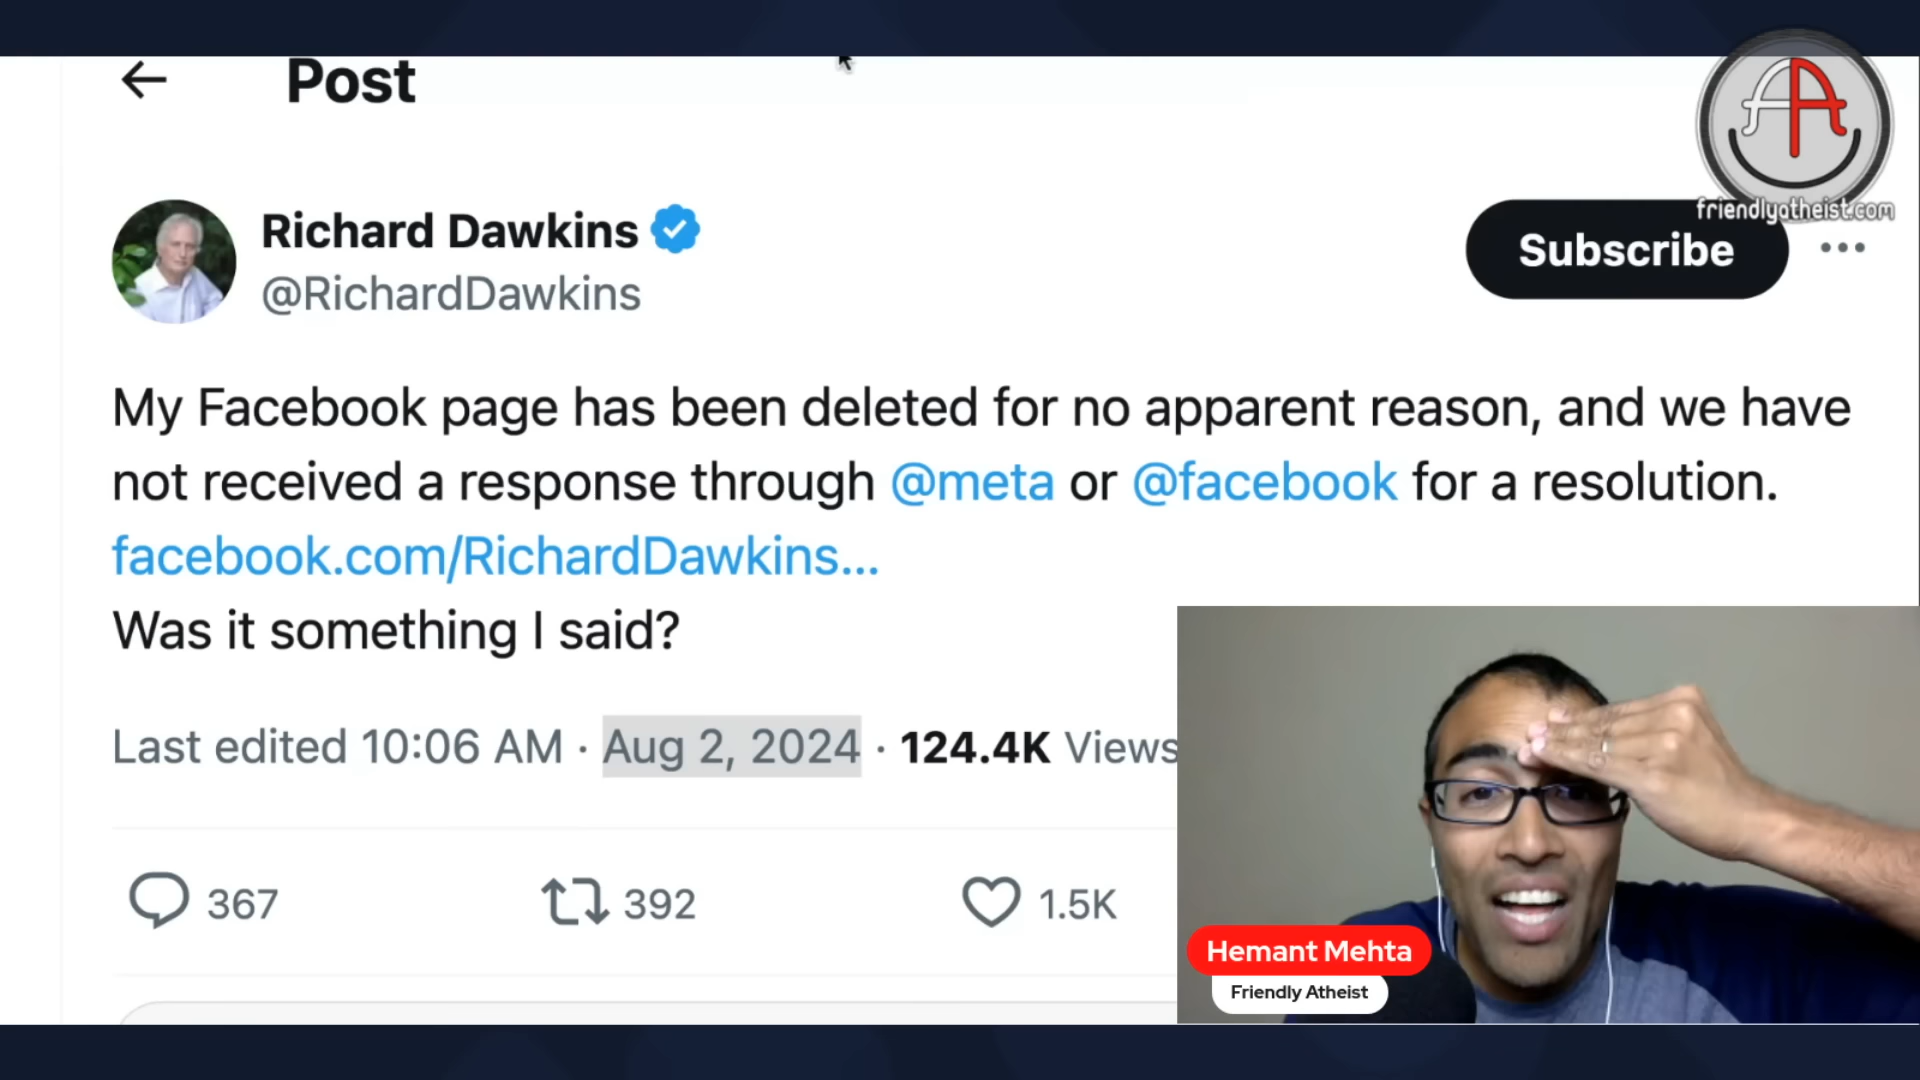 Post
Richard Dawkins
@RichardDawkins
Subscribe
friendlyatheist.com
My Facebook page has been deleted for no apparent reason, and we have
not received a response through @meta or @facebook for a resolution.
facebook.com/RichardDawkins...
Was it something I said?
Last edited 10:06 AM · Aug 2, 2024 · 124.4K Views
367
392
1.5K
Hemant Mehta
Friendly Atheist